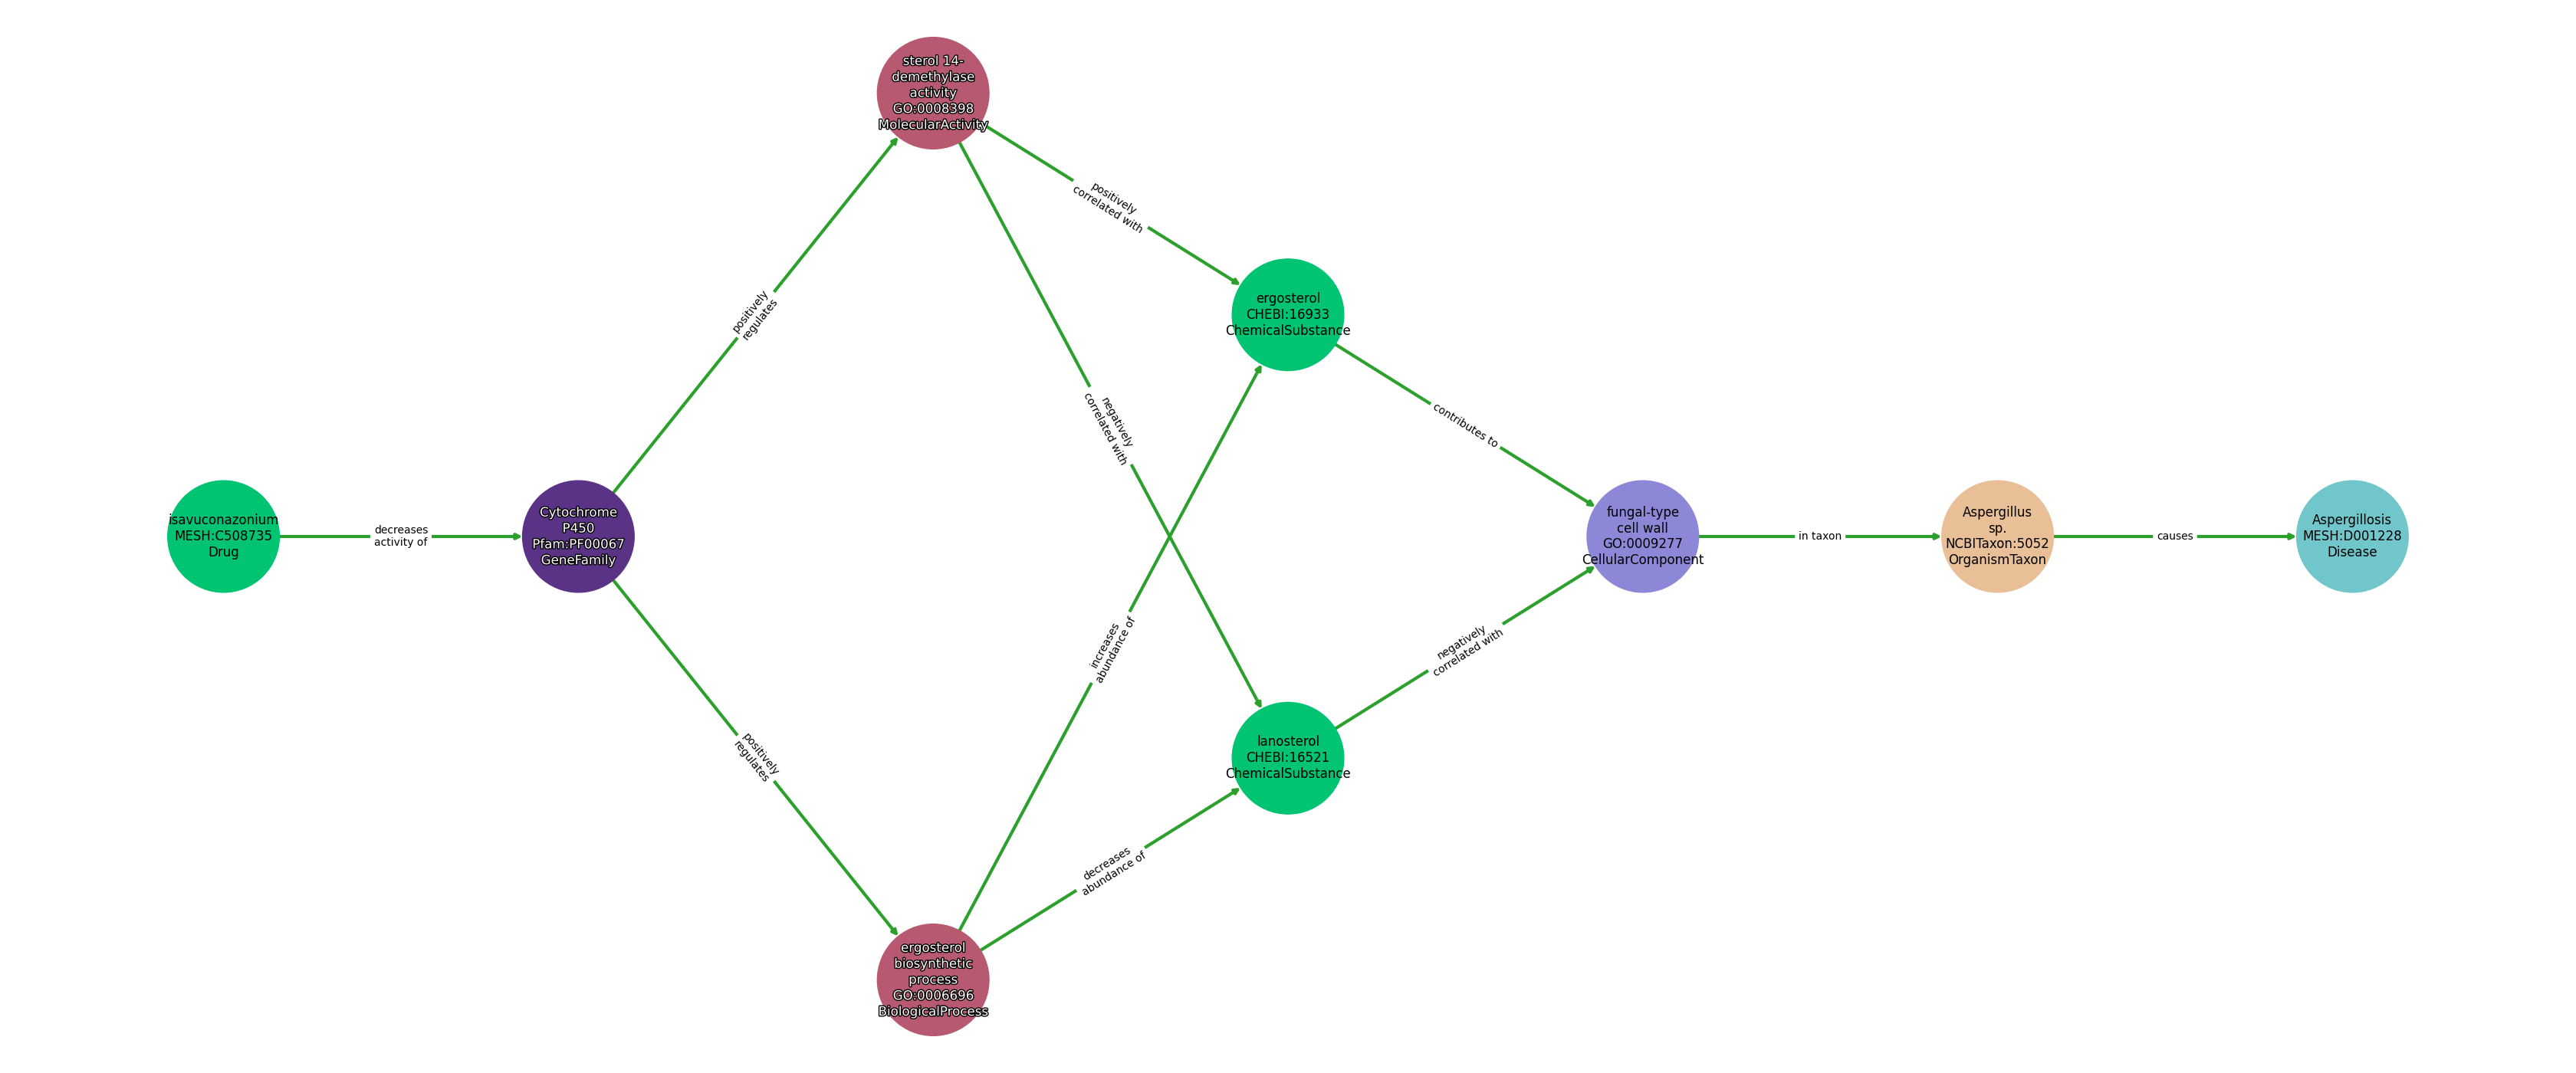 sterol 14-
demethylase
activity
GO:0008398
MolecularActivity
positively
correlated with
ergosterol
CHEBI:16933
ChemicalSubstance
positively
regulates
negatively
correlated with
contributes to
isavuconazonium
MESH:C508735
Drug
decreases
activity of
Cytochrome
P450
Pfam:PF00067
GeneFamily
fungal-type
cell wall
GO:0009277
CellularComponent
in taxon
Aspergillus
sp.
NCBITaxon:5052
OrganismTaxon
causes
Aspergillosis
MESH:D001228
Disease
increases
abundance of
negatively
correlated with
positively
regulates
lanosterol
CHEBI:16521
ChemicalSubstance
decreases
abundance of
ergosterol
biosynthetic
process
GO:0006696
BiologicalProcess